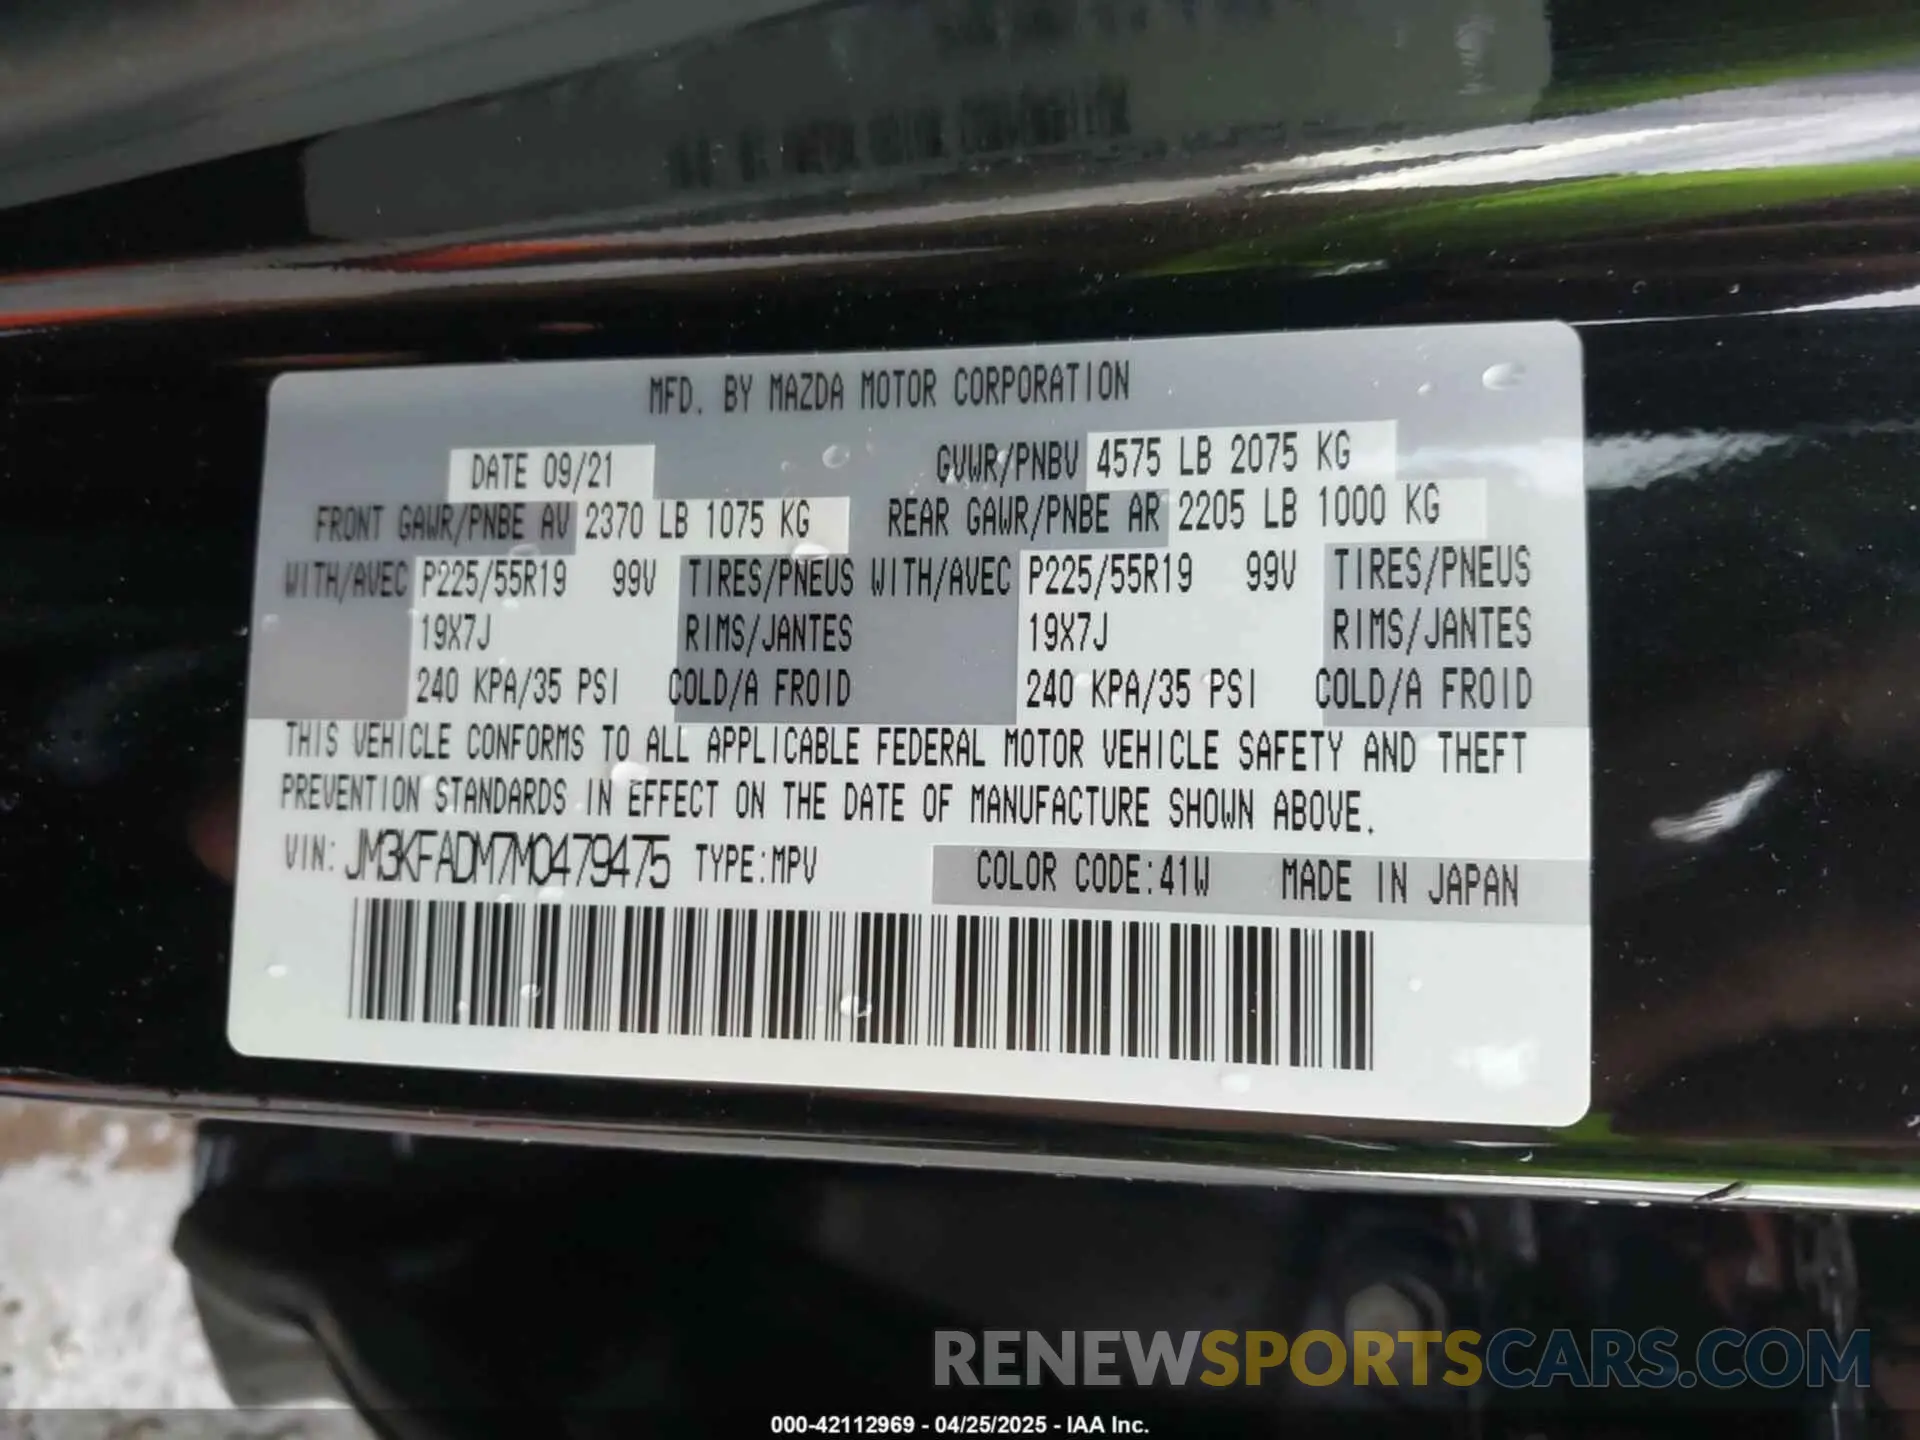 MFD. BY MAZDA MOTOR CORPORATION
DATE 09/21 GVWR/PNBV 4575 LB 2075 KG
FRONT GAWR/PNBE AV 2370 LB 1075 KG REAR GAWR/PNBE AR 2205 LB 1000 KG
WITH/AVEC P225/55R19 99V TIRES/PNEUS WITH/AVEC P225/55R19 99V TIRES/PNEUS
19X7J RIMS/JANTES 19X7J RIMS/JANTES
240 KPA/35 PSI COLD/A FROID 240 KPA/35 PSI COLD/A FROID
THIS VEHICLE CONFORMS TO ALL APPLICABLE FEDERAL MOTOR VEHICLE SAFETY AND THEFT
PREVENTION STANDARDS IN EFFECT ON THE DATE OF MANUFACTURE SHOWN ABOVE.
VIN: JM3KFADM7M0479475 TYPE:MPV COLOR CODE:41W MADE IN JAPAN
RENEWSPORTSCARS.COM
000-42112969 - 04/25/2025 - IAA Inc.